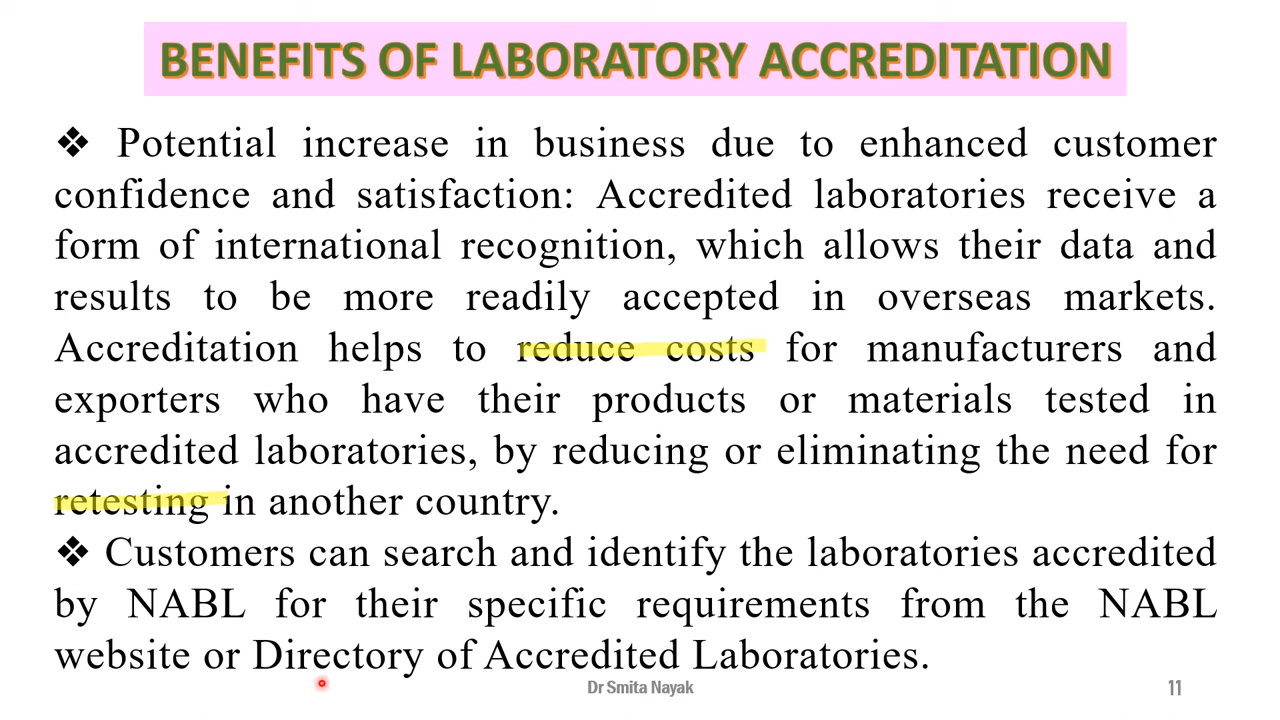 BENEFITS OF LABORATORY ACCREDITATION
❖ Potential increase in business due to enhanced customer
confidence and satisfaction: Accredited laboratories receive a
form of international recognition, which allows their data and
results to be more readily accepted in overseas markets.
Accreditation helps to reduce costs for manufacturers and
exporters who have their products or materials tested in
accredited laboratories, by reducing or eliminating the need for
retesting in another country.
❖ Customers can search and identify the laboratories accredited
by NABL for their specific requirements from the NABL
website or Directory of Accredited Laboratories.
Dr Smita Nayak
11